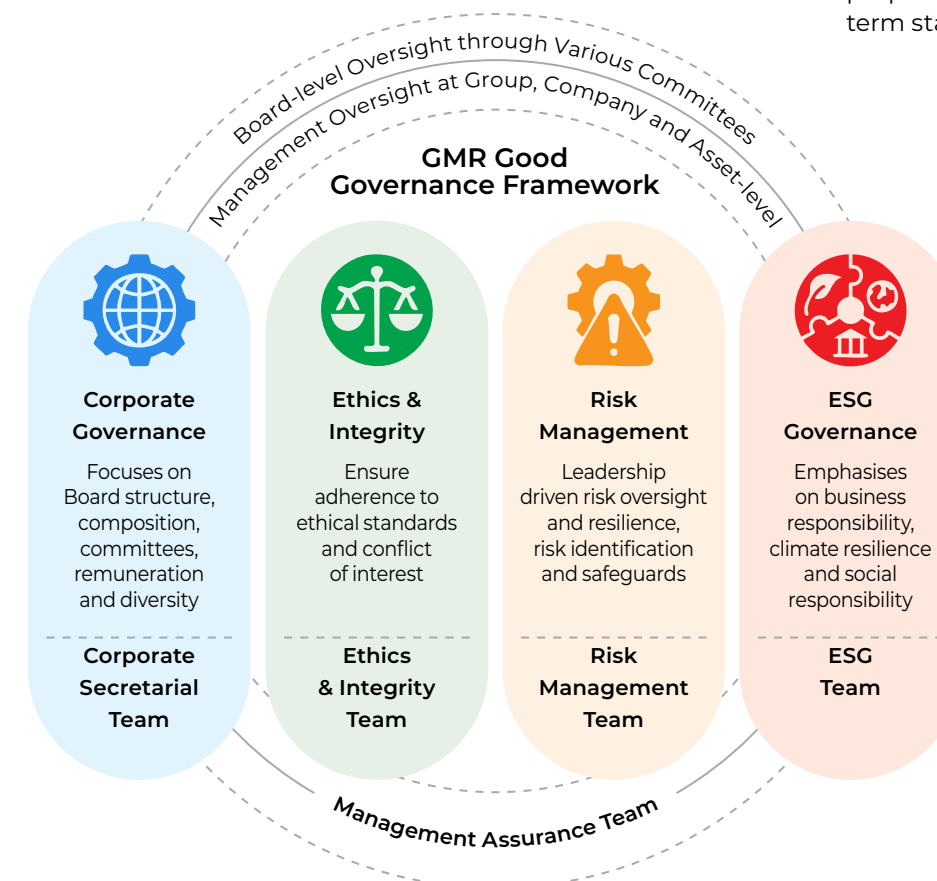 term
Board-level Oversight through Various Committees
Management Oversight at Group, Company and Asset-level
GMR Good
Governance Framework
Corporate
Governance
Focuses on
Board structure,
composition,
committees,
remuneration
and diversity
Corporate
Secretarial
Team
Ethics &
Integrity
Ensure
adherence to
ethical standards
and conflict
of interest
Ethics
& Integrity
Team
Risk
Management
Leadership
driven risk oversight
and resilience,
risk identification
and safeguards
Risk
Management
Team
ESG
Governance
Emphasises
on business
responsibility,
climate resilience
and social
responsibility
ESG
Team
Management Assurance Team